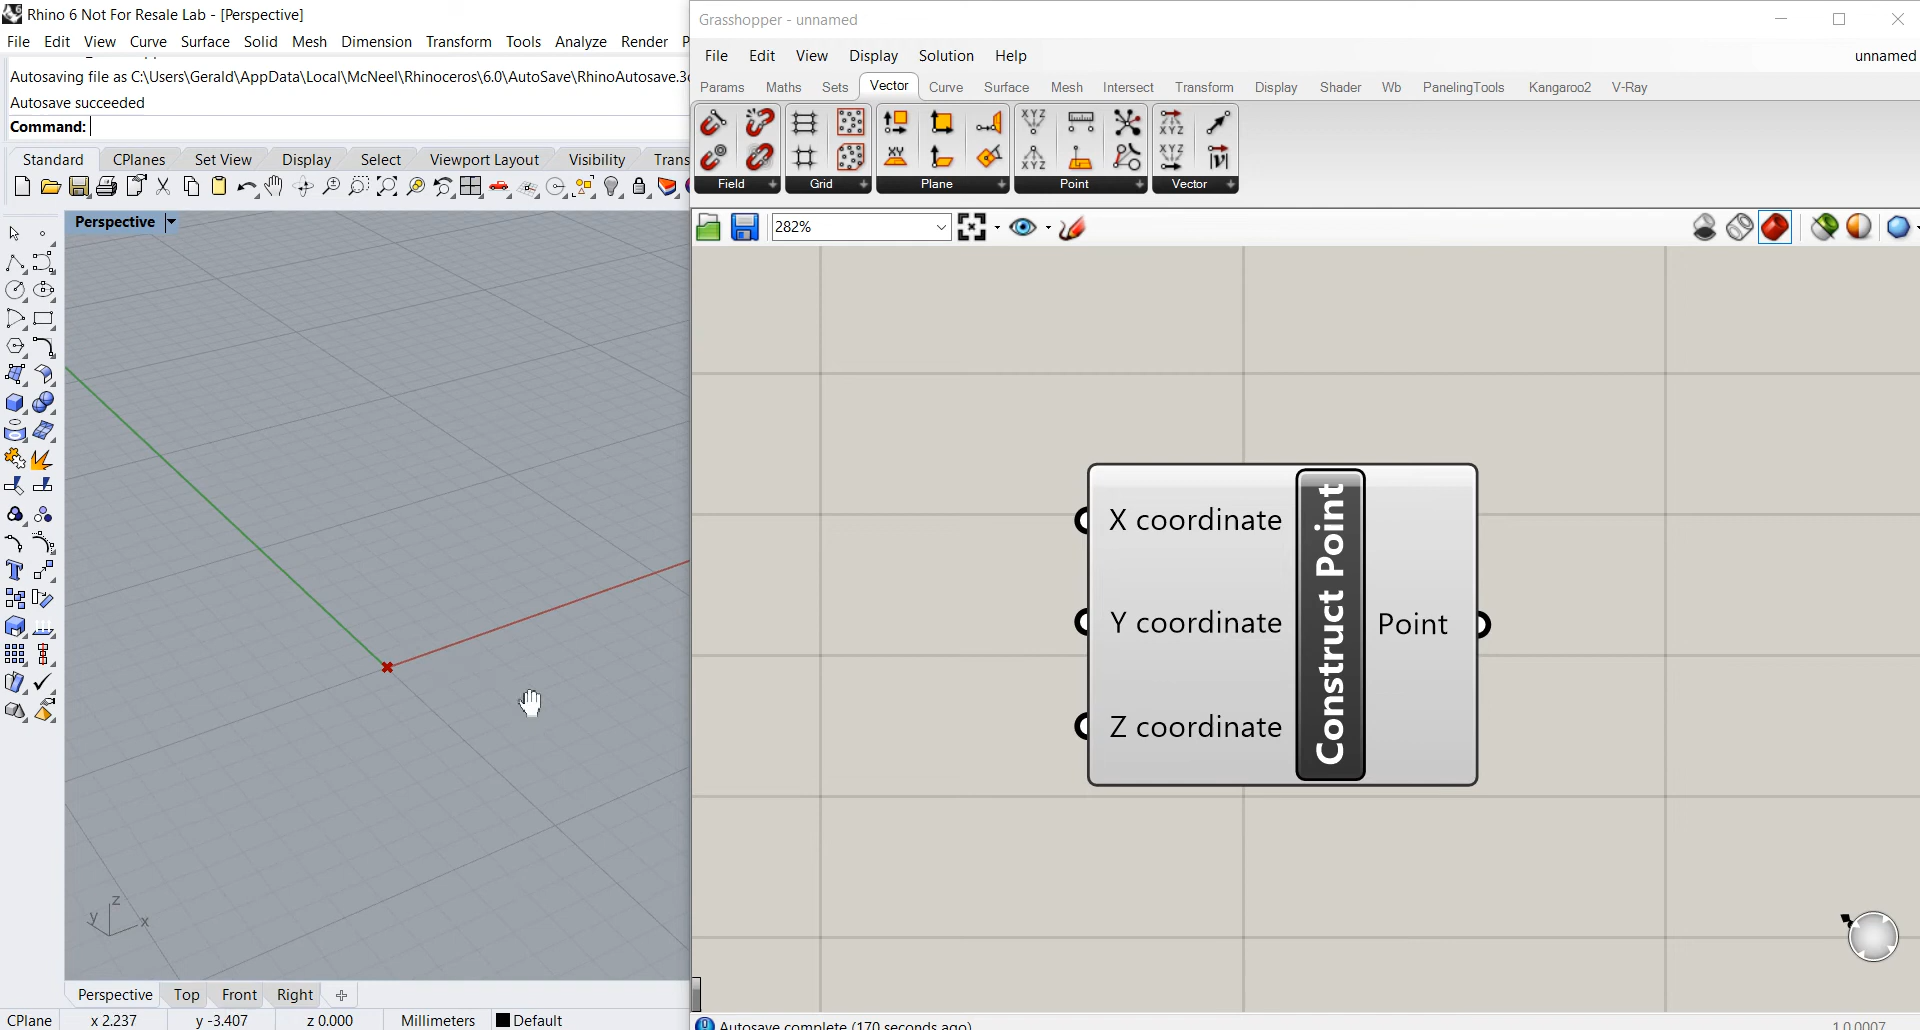 Rhino 6 Not For Resale Lab - [Perspective]
File Edit View Curve Surface Solid Mesh Dimension Transform Tools Analyze Render P
Autosaving file as C:\Users\Gerald\AppData\Local\McNeel\Rhinoceros\6.0\AutoSave\RhinoAutosave.3d
Autosave succeeded
Command:
Standard CPlanes Set View Display Select Viewport Layout Visibility Trans
Perspective
z
y x
Perspective Top Front Right
CPlane x 2.237 y -3.407 z 0.000 Millimeters Default
Grasshopper - unnamed
File Edit View Display Solution Help unnamed
Params Maths Sets Vector Curve Surface Mesh Intersect Transform Display Shader Wb PanelingTools Kangaroo2 V-Ray
Field Grid Plane Point Vector
282%
X coordinate
Y coordinate
Z coordinate
Construct Point
Point
Autosave complete (170 seconds ago)
1.0.0007